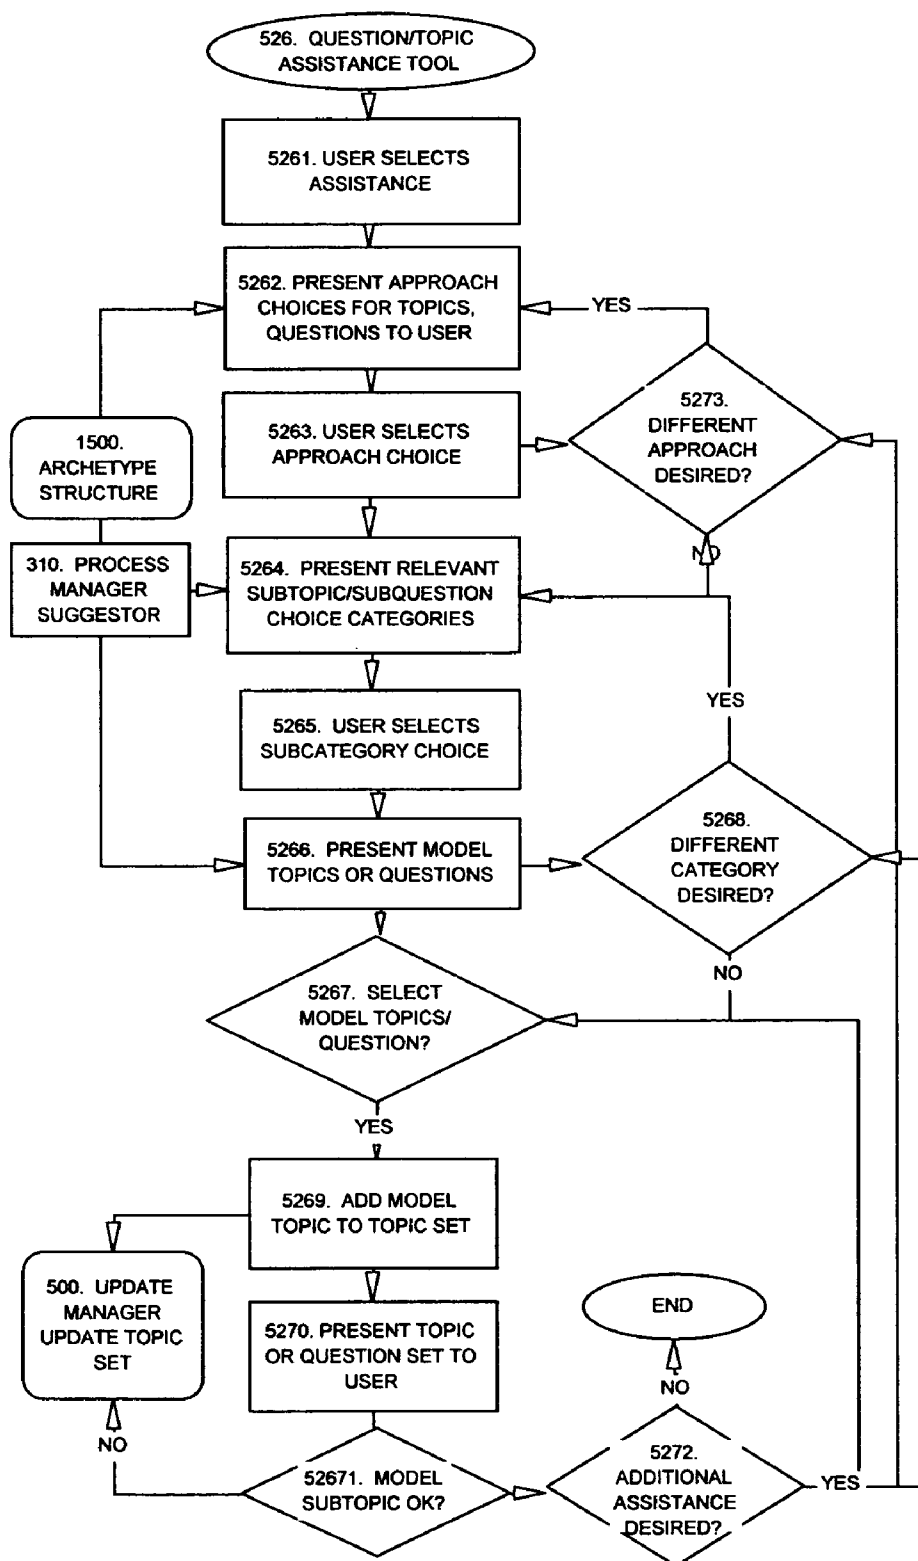 526. QUESTION/TOPIC
ASSISTANCE TOOL
5261. USER SELECTS
ASSISTANCE
5262. PRESENT APPROACH
CHOICES FOR TOPICS,
QUESTIONS TO USER
YES
5273.
DIFFERENT
APPROACH
DESIRED?
5263. USER SELECTS
APPROACH CHOICE
1500.
ARCHETYPE
STRUCTURE
NO
310. PROCESS
MANAGER
SUGGESTOR
5264. PRESENT RELEVANT
SUBTOPIC/SUBQUESTION
CHOICE CATEGORIES
YES
5265. USER SELECTS
SUBCATEGORY CHOICE
5268.
DIFFERENT
CATEGORY
DESIRED?
5266. PRESENT MODEL
TOPICS OR QUESTIONS
NO
5267. SELECT
MODEL TOPICS/
QUESTION?
YES
5269. ADD MODEL
TOPIC TO TOPIC SET
500. UPDATE
MANAGER
UPDATE TOPIC
SET
END
5270. PRESENT TOPIC
OR QUESTION SET TO
USER
NO
NO
52671. MODEL
SUBTOPIC OK?
5272.
ADDITIONAL
ASSISTANCE
DESIRED?
YES